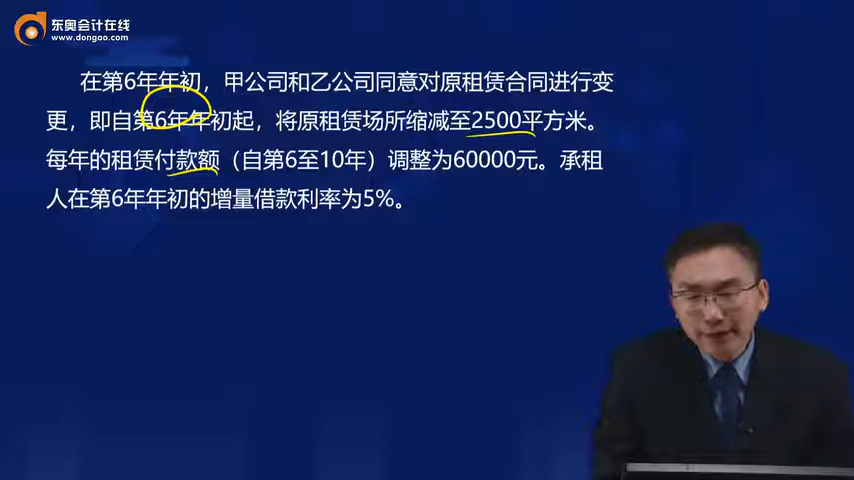 东奥会计在线
www.dongao.com
在第6年年初，甲公司和乙公司同意对原租赁合同进行变
更，即自第6年年初起，将原租赁场所缩减至2500平方米。
每年的租赁付款额（自第6至10年）调整为60000元。承租
人在第6年年初的增量借款利率为5%。